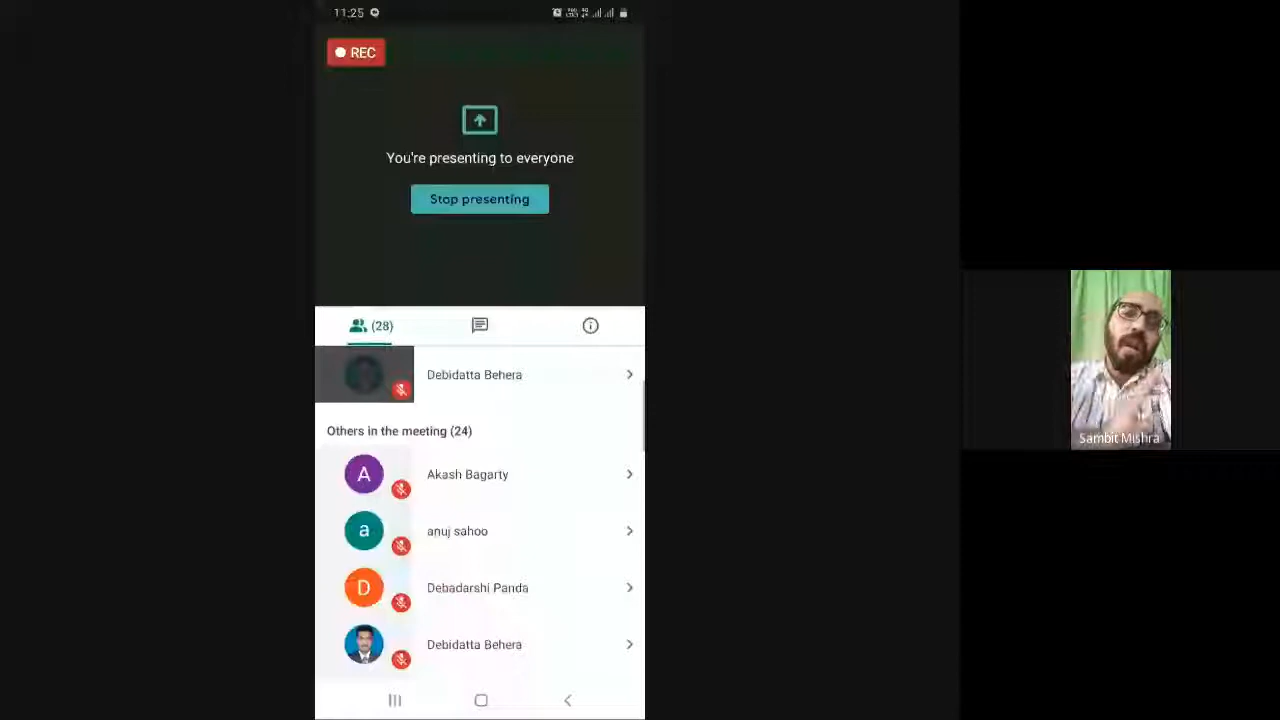 11:25
REC
You're presenting to everyone
Stop presenting
(28)
Debidatta Behera
Others in the meeting (24)
A
Akash Bagarty
a
anuj sahoo
D
Debadarshi Panda
Debidatta Behera
Sambit Mishra